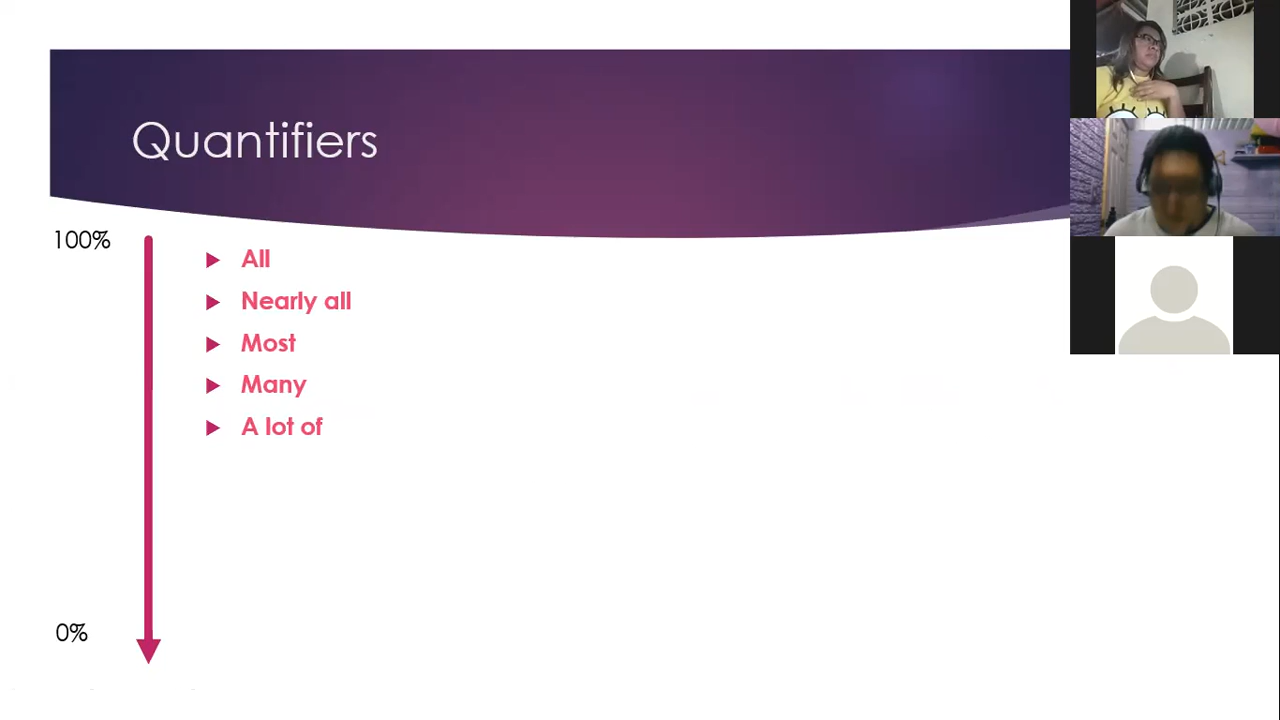 Quantifiers
100%
All
Nearly all
Most
Many
A lot of
0%